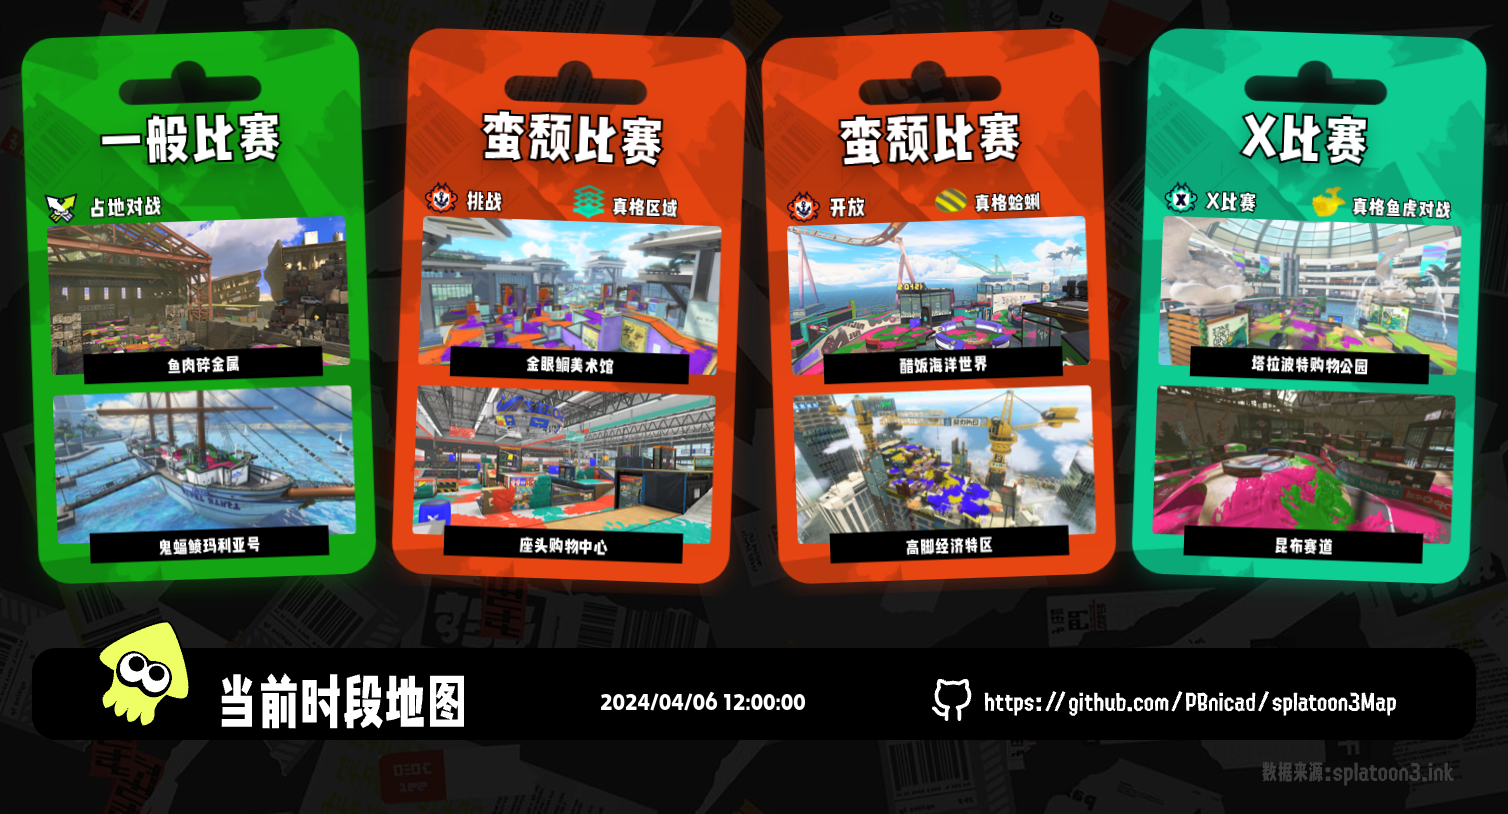 一般比赛
占地对战
鱼肉碎金属
鬼蝠鲼玛利亚号
蛮颓比赛
挑战
真格区域
金眼鲷美术馆
座头购物中心
蛮颓比赛
开放
真格蛤蜊
醋饭海洋世界
高脚经济特区
X比赛
X比赛
真格鱼虎对战
塔拉波特购物公园
昆布赛道
当前时段地图
2024/04/06 12:00:00
https://github.com/PBnicad/splatoon3Map
数据来源:splatoon3.ink